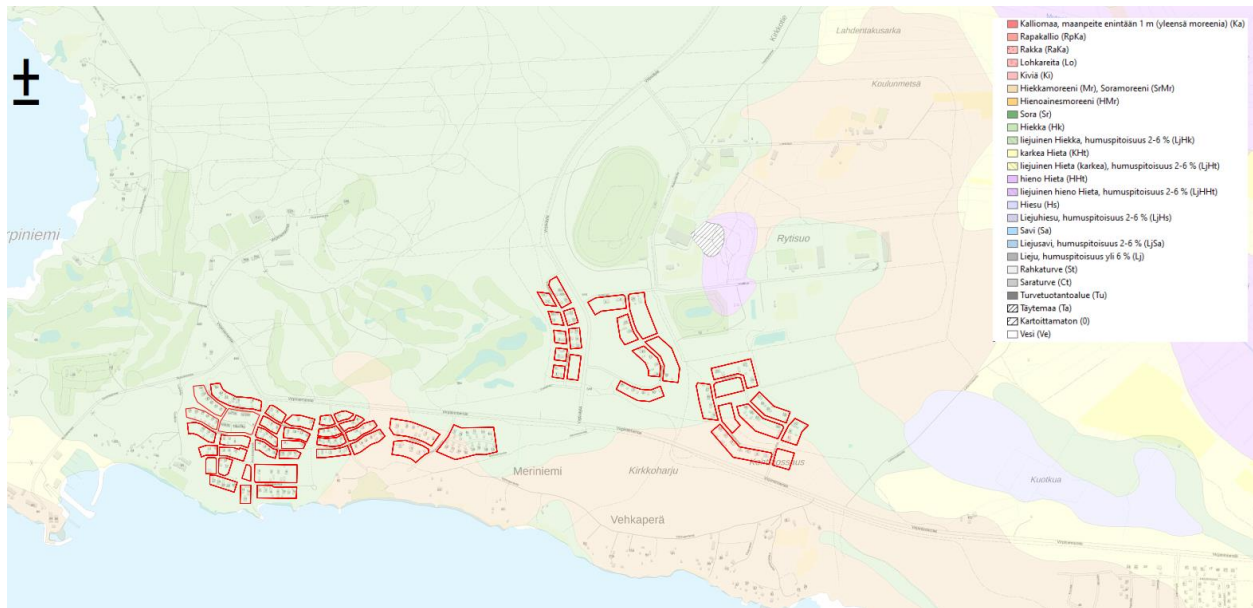 Lahdentakusarka
Koulurimetsä
±
rpiniemi
Rytisuo
Meriniemi
Kirkkoharju
Vehkaperä
Kuotkua
Kalliomaa, maanpeite enintään 1 m (yleensä moreenia) (Ka)
Rapakallio (RpKa)
Rakka (RaKa)
Lohkareita (Lo)
Kiviä (Ki)
Hiekkamoreeni (Mr), Soramoreeni (SrMr)
Hienoainesmoreeni (HMr)
Sora (Sr)
Hiekka (Hk)
liejuinen Hiekka, humuspitoisuus 2-6 % (LjHk)
karkea Hieta (KHt)
liejuinen Hieta (karkea), humuspitoisuus 2-6 % (LjHt)
hieno Hieta (HHt)
liejuinen hieno Hieta, humuspitoisuus 2-6 % (LjHHt)
Hiesu (Hs)
Liejuhiesu, humuspitoisuus 2-6 % (LjHs)
Savi (Sa)
Liejusavi, humuspitoisuus 2-6 % (LjSa)
Lieju, humuspitoisuus yli 6 % (Lj)
Rahkaturve (St)
Saraturve (Ct)
Turvetuotantoalue (Tu)
Täytemaa (Ta)
Kartoittamaton (0)
Vesi (Ve)